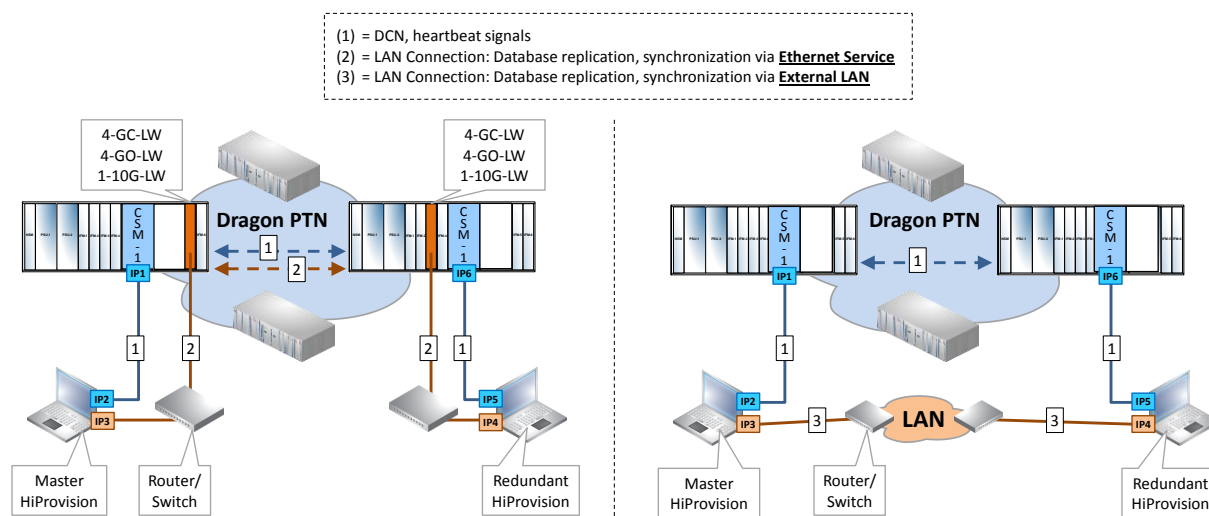 (1) = DCN, heartbeat signals
(2) = LAN Connection: Database replication, synchronization via Ethernet Service
(3) = LAN Connection: Database replication, synchronization via External LAN
4-GC-LW
4-GO-LW
1-10G-LW
4-GC-LW
4-GO-LW
1-10G-LW
Dragon PTN
CSM-1
CSM-1
1
2
IP1
IP6
1
2
2
1
IP2
IP3
IP5
IP4
Master
HiProvision
Router/
Switch
Redundant
HiProvision
Dragon PTN
CSM-1
CSM-1
1
IP1
IP6
1
1
IP2
IP3
3
LAN
3
IP5
IP4
Master
HiProvision
Router/
Switch
Redundant
HiProvision